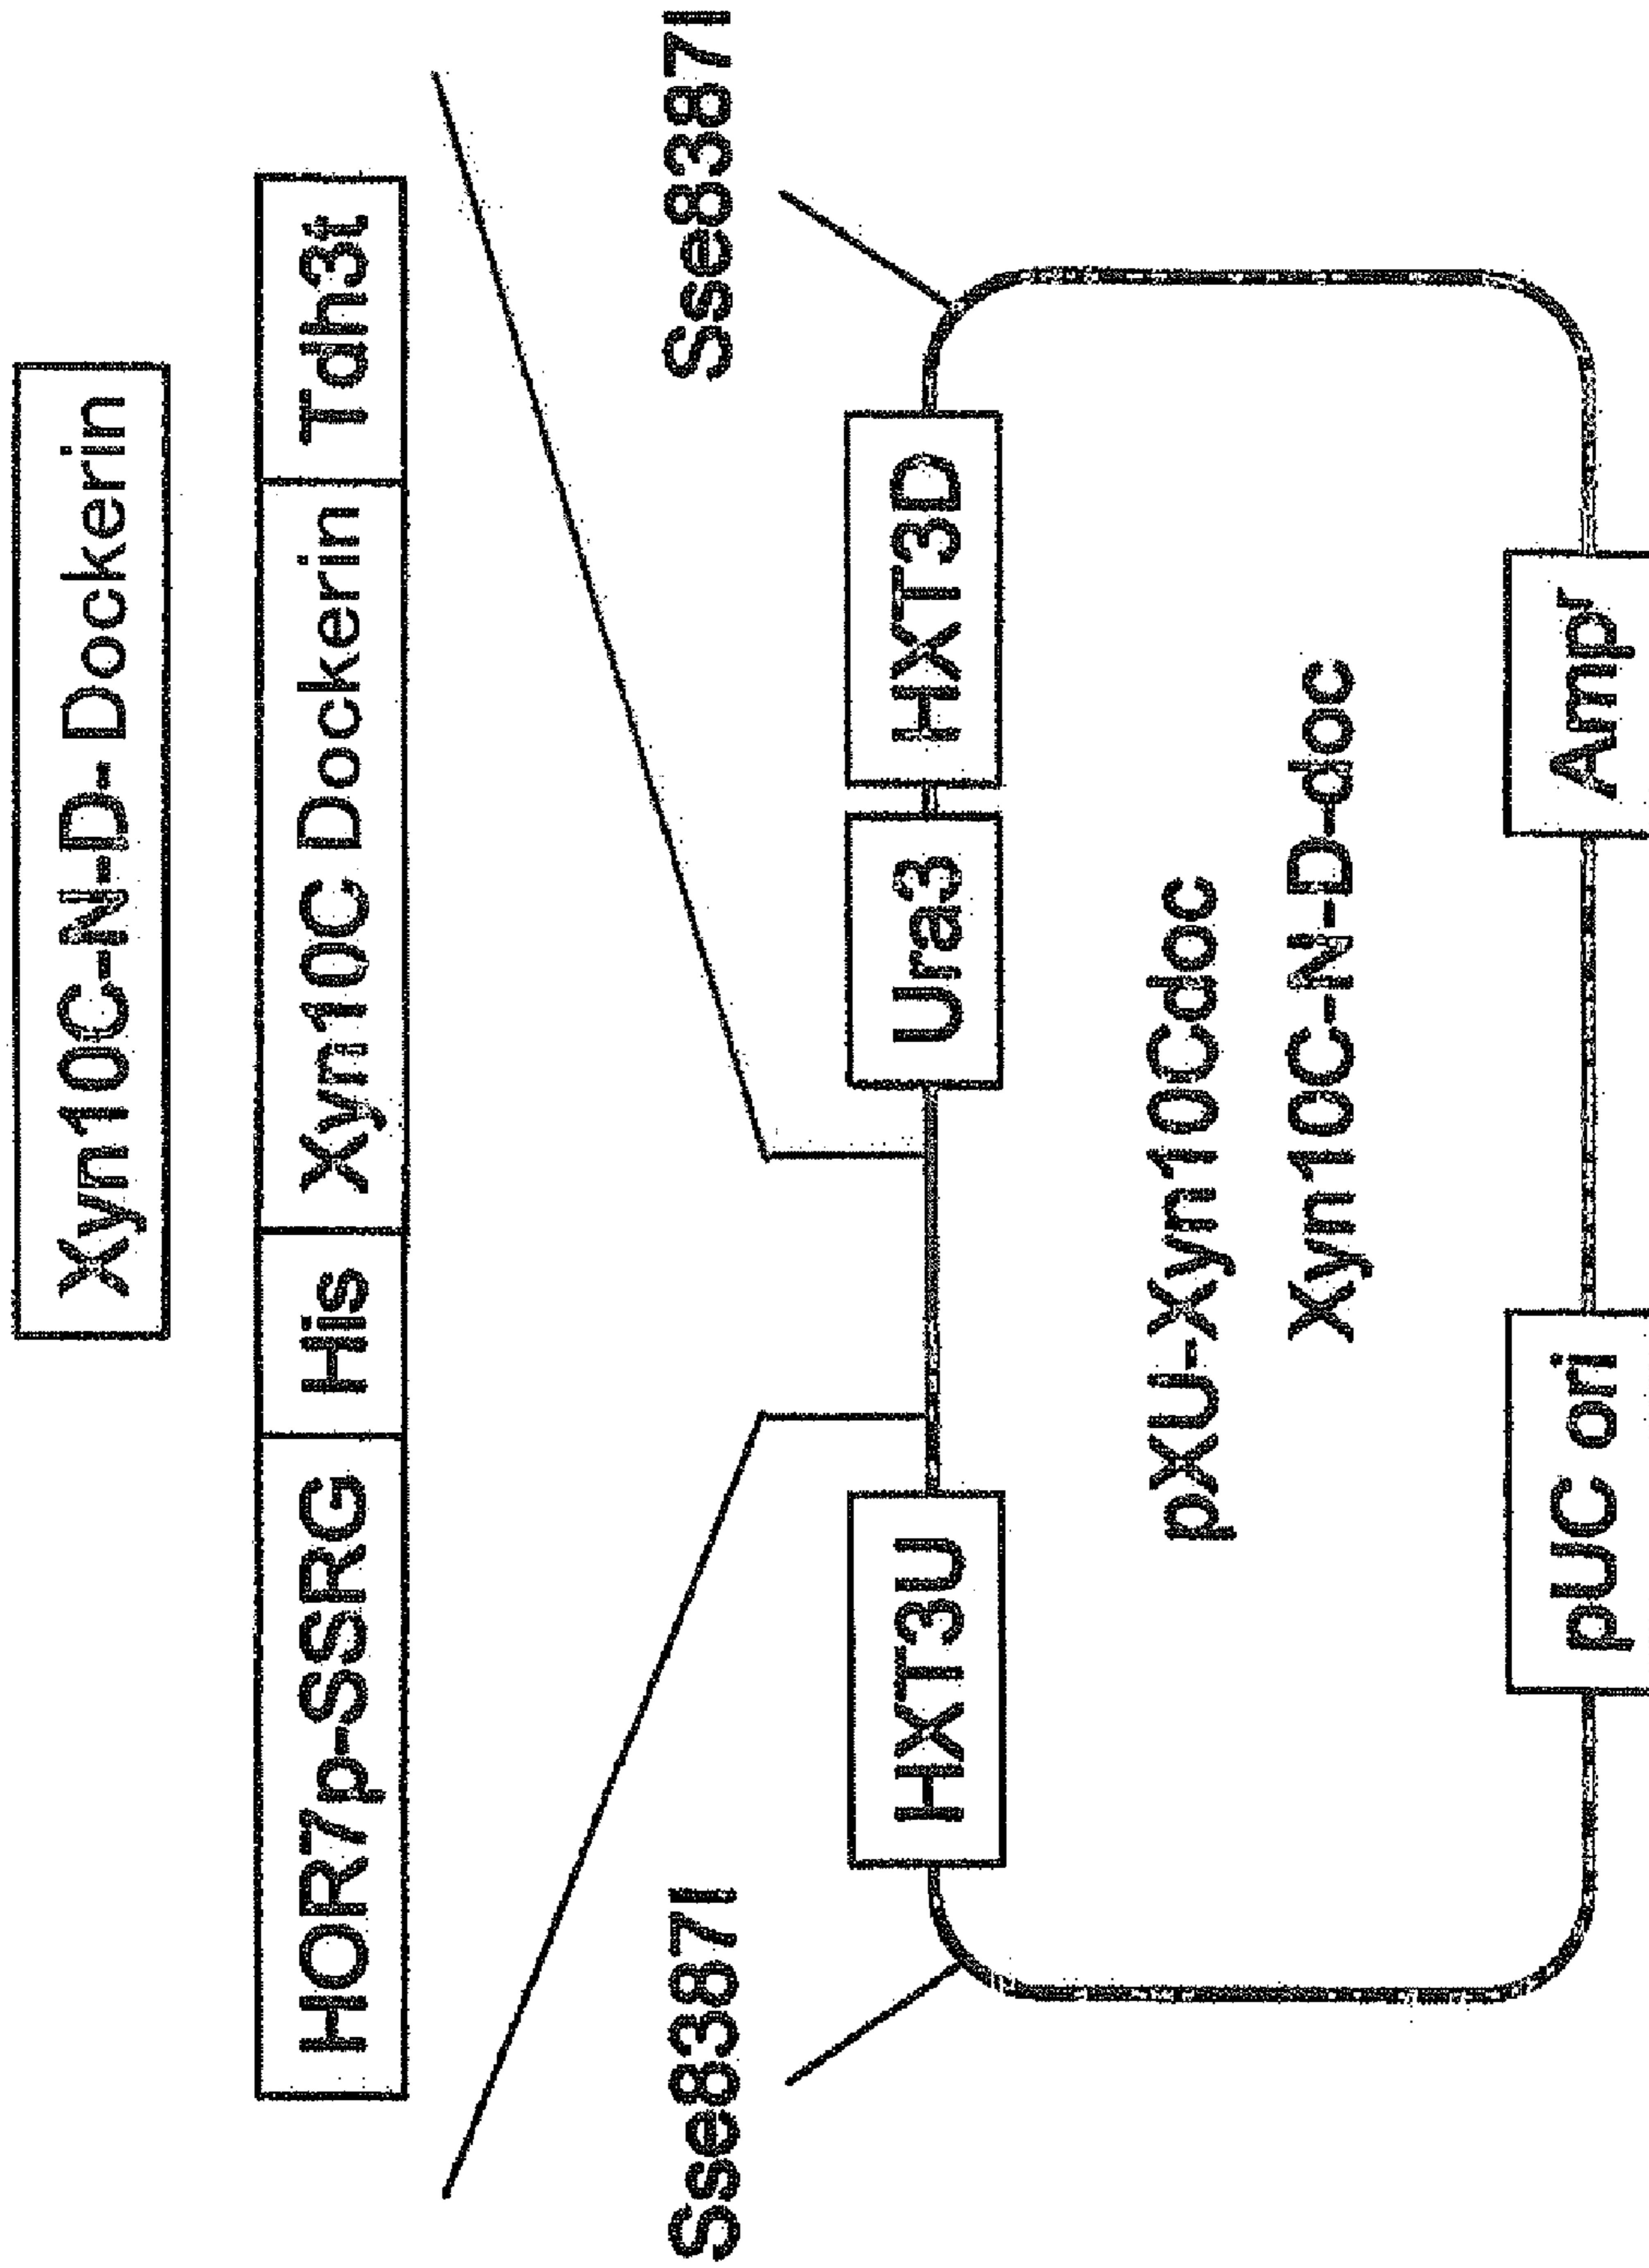 Xyn10C-N-D- Dockerin
HOR7p-SSRG His Xyn10C Dockerin Tdh3t
Sse8387I Sse8387I
HXT3U Ura3 HXT3D
pXU-Xyn10Cdoc
Xyn10C-N-D-doc
pUC ori Ampʳ